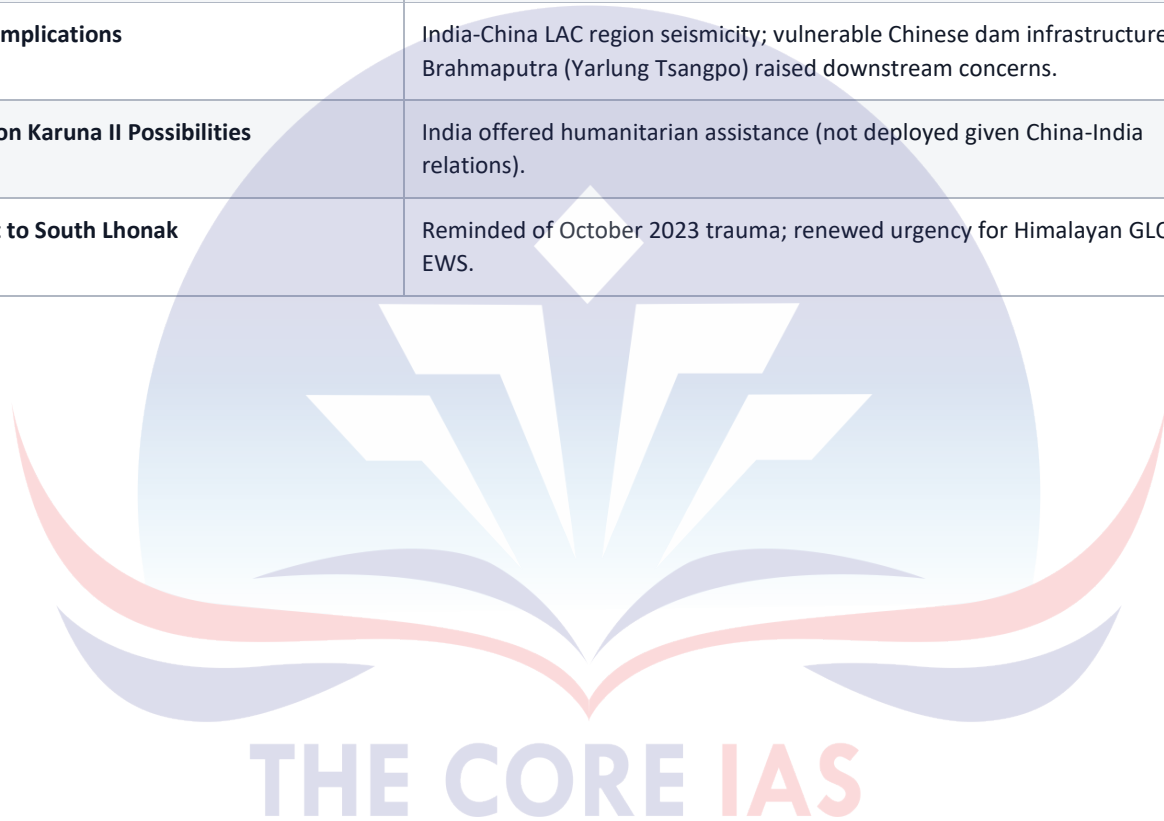 mplications
India-China LAC region seismicity; vulnerable Chinese dam infrastructure
Brahmaputra (Yarlung Tsangpo) raised downstream concerns.
on Karuna II Possibilities
India offered humanitarian assistance (not deployed given China-India
relations).
to South Lhonak
Reminded of October 2023 trauma; renewed urgency for Himalayan GLO
EWS.
THE CORE IAS